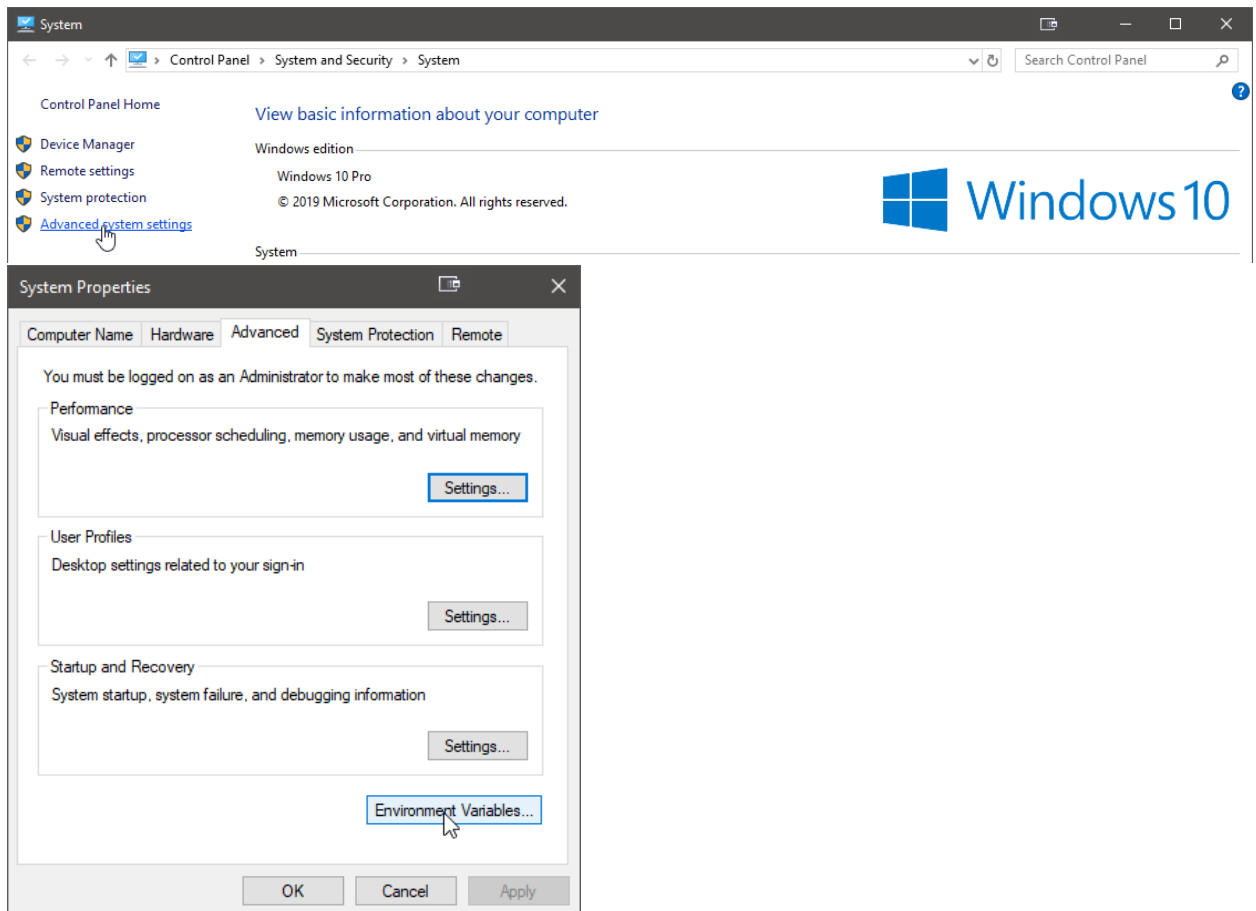 System
Control Panel > System and Security > System
Search Control Panel
?
Control Panel Home
Device Manager
Remote settings
System protection
Advanced system settings
View basic information about your computer
Windows edition
Windows 10 Pro
© 2019 Microsoft Corporation. All rights reserved.
Windows 10
System
System Properties
Computer Name Hardware Advanced System Protection Remote
You must be logged on as an Administrator to make most of these changes.
Performance
Visual effects, processor scheduling, memory usage, and virtual memory
Settings...
User Profiles
Desktop settings related to your sign-in
Settings...
Startup and Recovery
System startup, system failure, and debugging information
Settings...
Environment Variables...
OK Cancel Apply